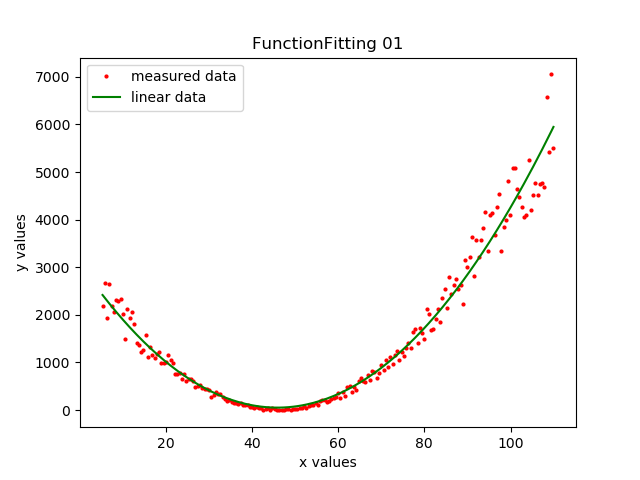 FunctionFitting 01
measured data
linear data
7000
6000
5000
4000
3000
2000
1000
0
y values
20 40 60 80 100
x values